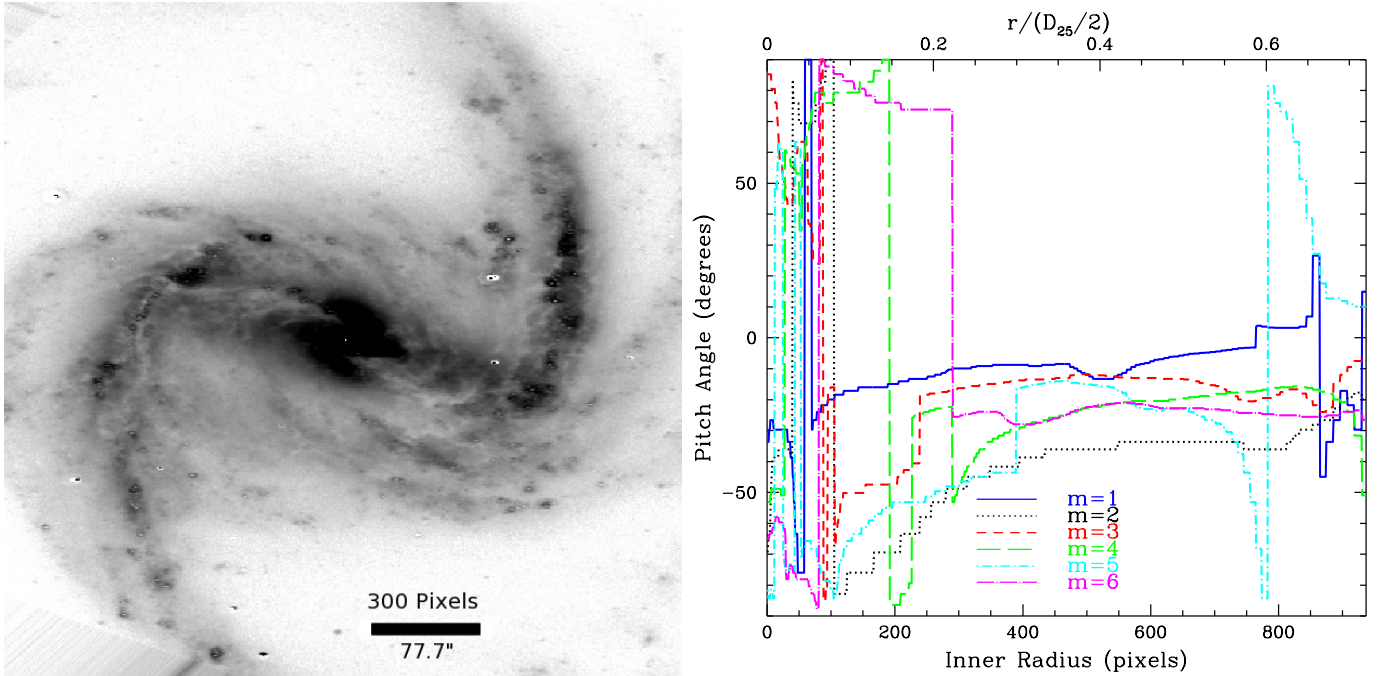 300 Pixels
77.7"
r/(D25/2)
0 0.2 0.4 0.6
Pitch Angle (degrees)
50
0
−50
m=1
m=2
m=3
m=4
m=5
m=6
0 200 400 600 800
Inner Radius (pixels)